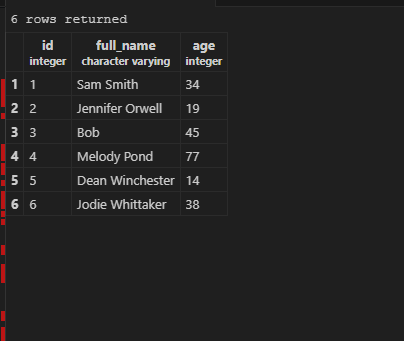 6 rows returned
id full_name age
integer character varying integer
1 1 Sam Smith 34
2 2 Jennifer Orwell 19
3 3 Bob 45
4 4 Melody Pond 77
5 5 Dean Winchester 14
6 6 Jodie Whittaker 38